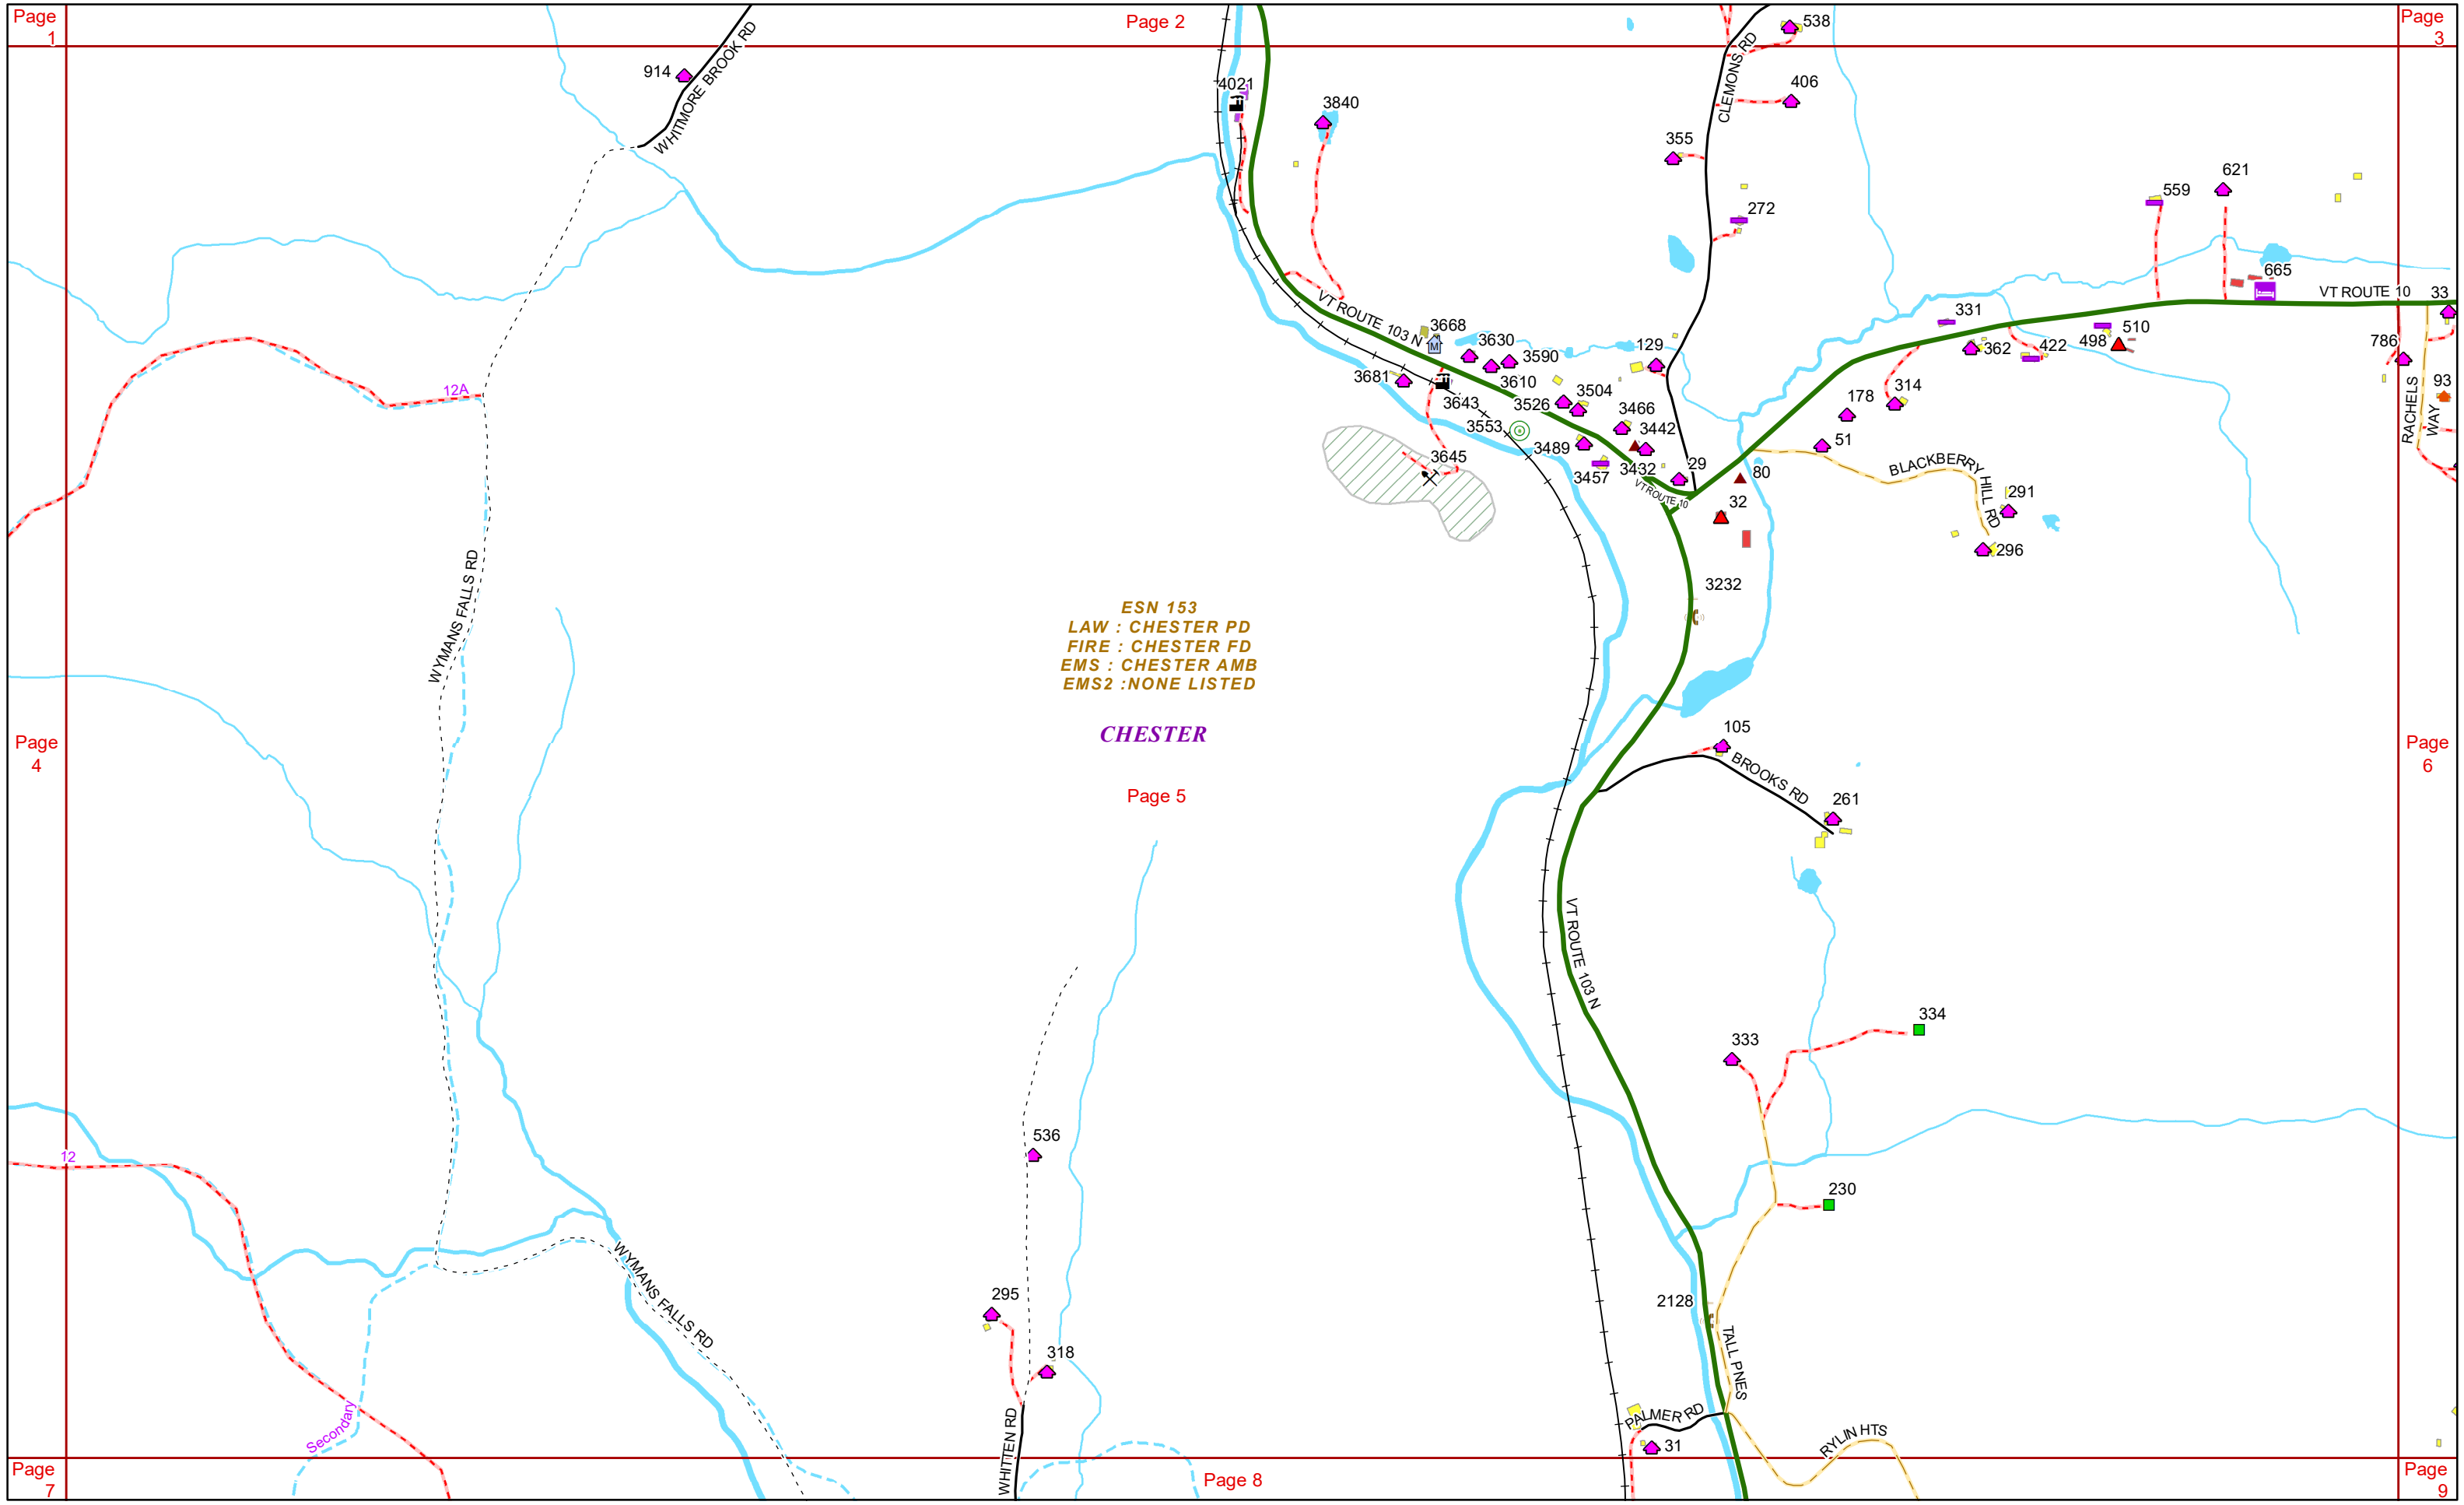 Page
1
Page 2
Page
3
538
WHITMORE BROOK RD
914
4021
3840
CLEMONS RD
406
355
272
559
621
665
VT ROUTE 10
33
VT ROUTE 103 N
3668
3630
3590
3610
129
331
362
422
498
510
786
93
RACHELS
WAY
3681
3643
3526
3504
3553
3466
3442
178
314
51
3489
3457
3432
29
VT ROUTE 10
80
32
BLACKBERRY
HILL RD
291
296
3645
M
12A
WYMANS FALLS RD
3232
ESN 153
LAW : CHESTER PD
FIRE : CHESTER FD
EMS : CHESTER AMB
EMS2 :NONE LISTED
CHESTER
Page
4
Page 5
Page
6
105
BROOKS RD
261
VT ROUTE 103 N
334
333
536
12
230
WYMANS FALLS RD
295
318
2128
TALL PNES
Secondary
WHITTEN RD
PALMER RD
31
RYLIN HTS
Page
7
Page 8
Page
9